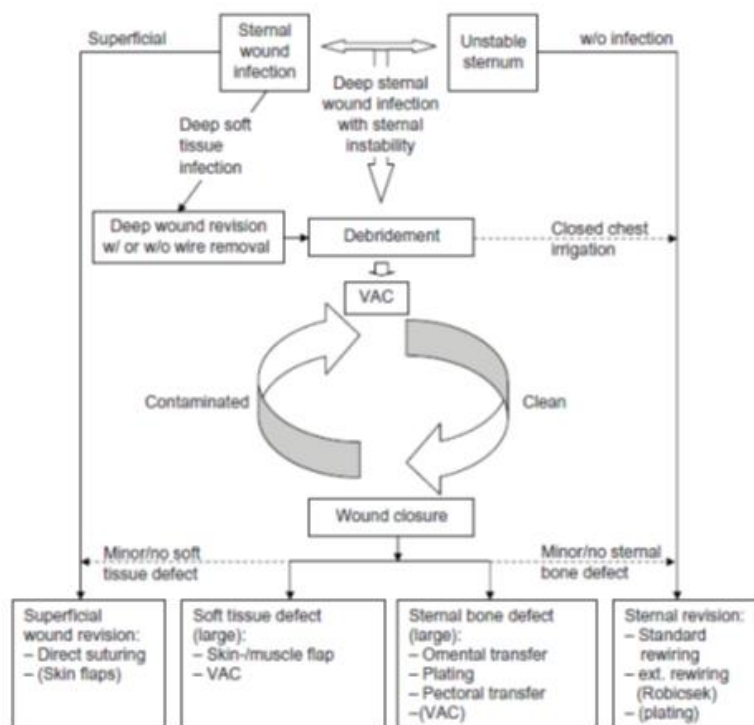 Superficial
Sternal
wound
infection
Unstable
sternum
w/o infection
Deep sternal
wound infection
with sternal
instability
Deep soft
tissue
infection
Deep wound revision
w/ or w/o wire removal
Debridement
Closed chest
irrigation
VAC
Contaminated
Clean
Wound closure
Minor/no soft
tissue defect
Minor/no sternal
bone defect
Superficial
wound revision:
– Direct suturing
– (Skin flaps)
Soft tissue defect
(large):
– Skin-/muscle flap
– VAC
Sternal bone defect
(large):
– Omental transfer
– Plating
– Pectoral transfer
–(VAC)
Sternal revision:
– Standard
rewiring
– ext. rewiring
(Robicsek)
– (plating)